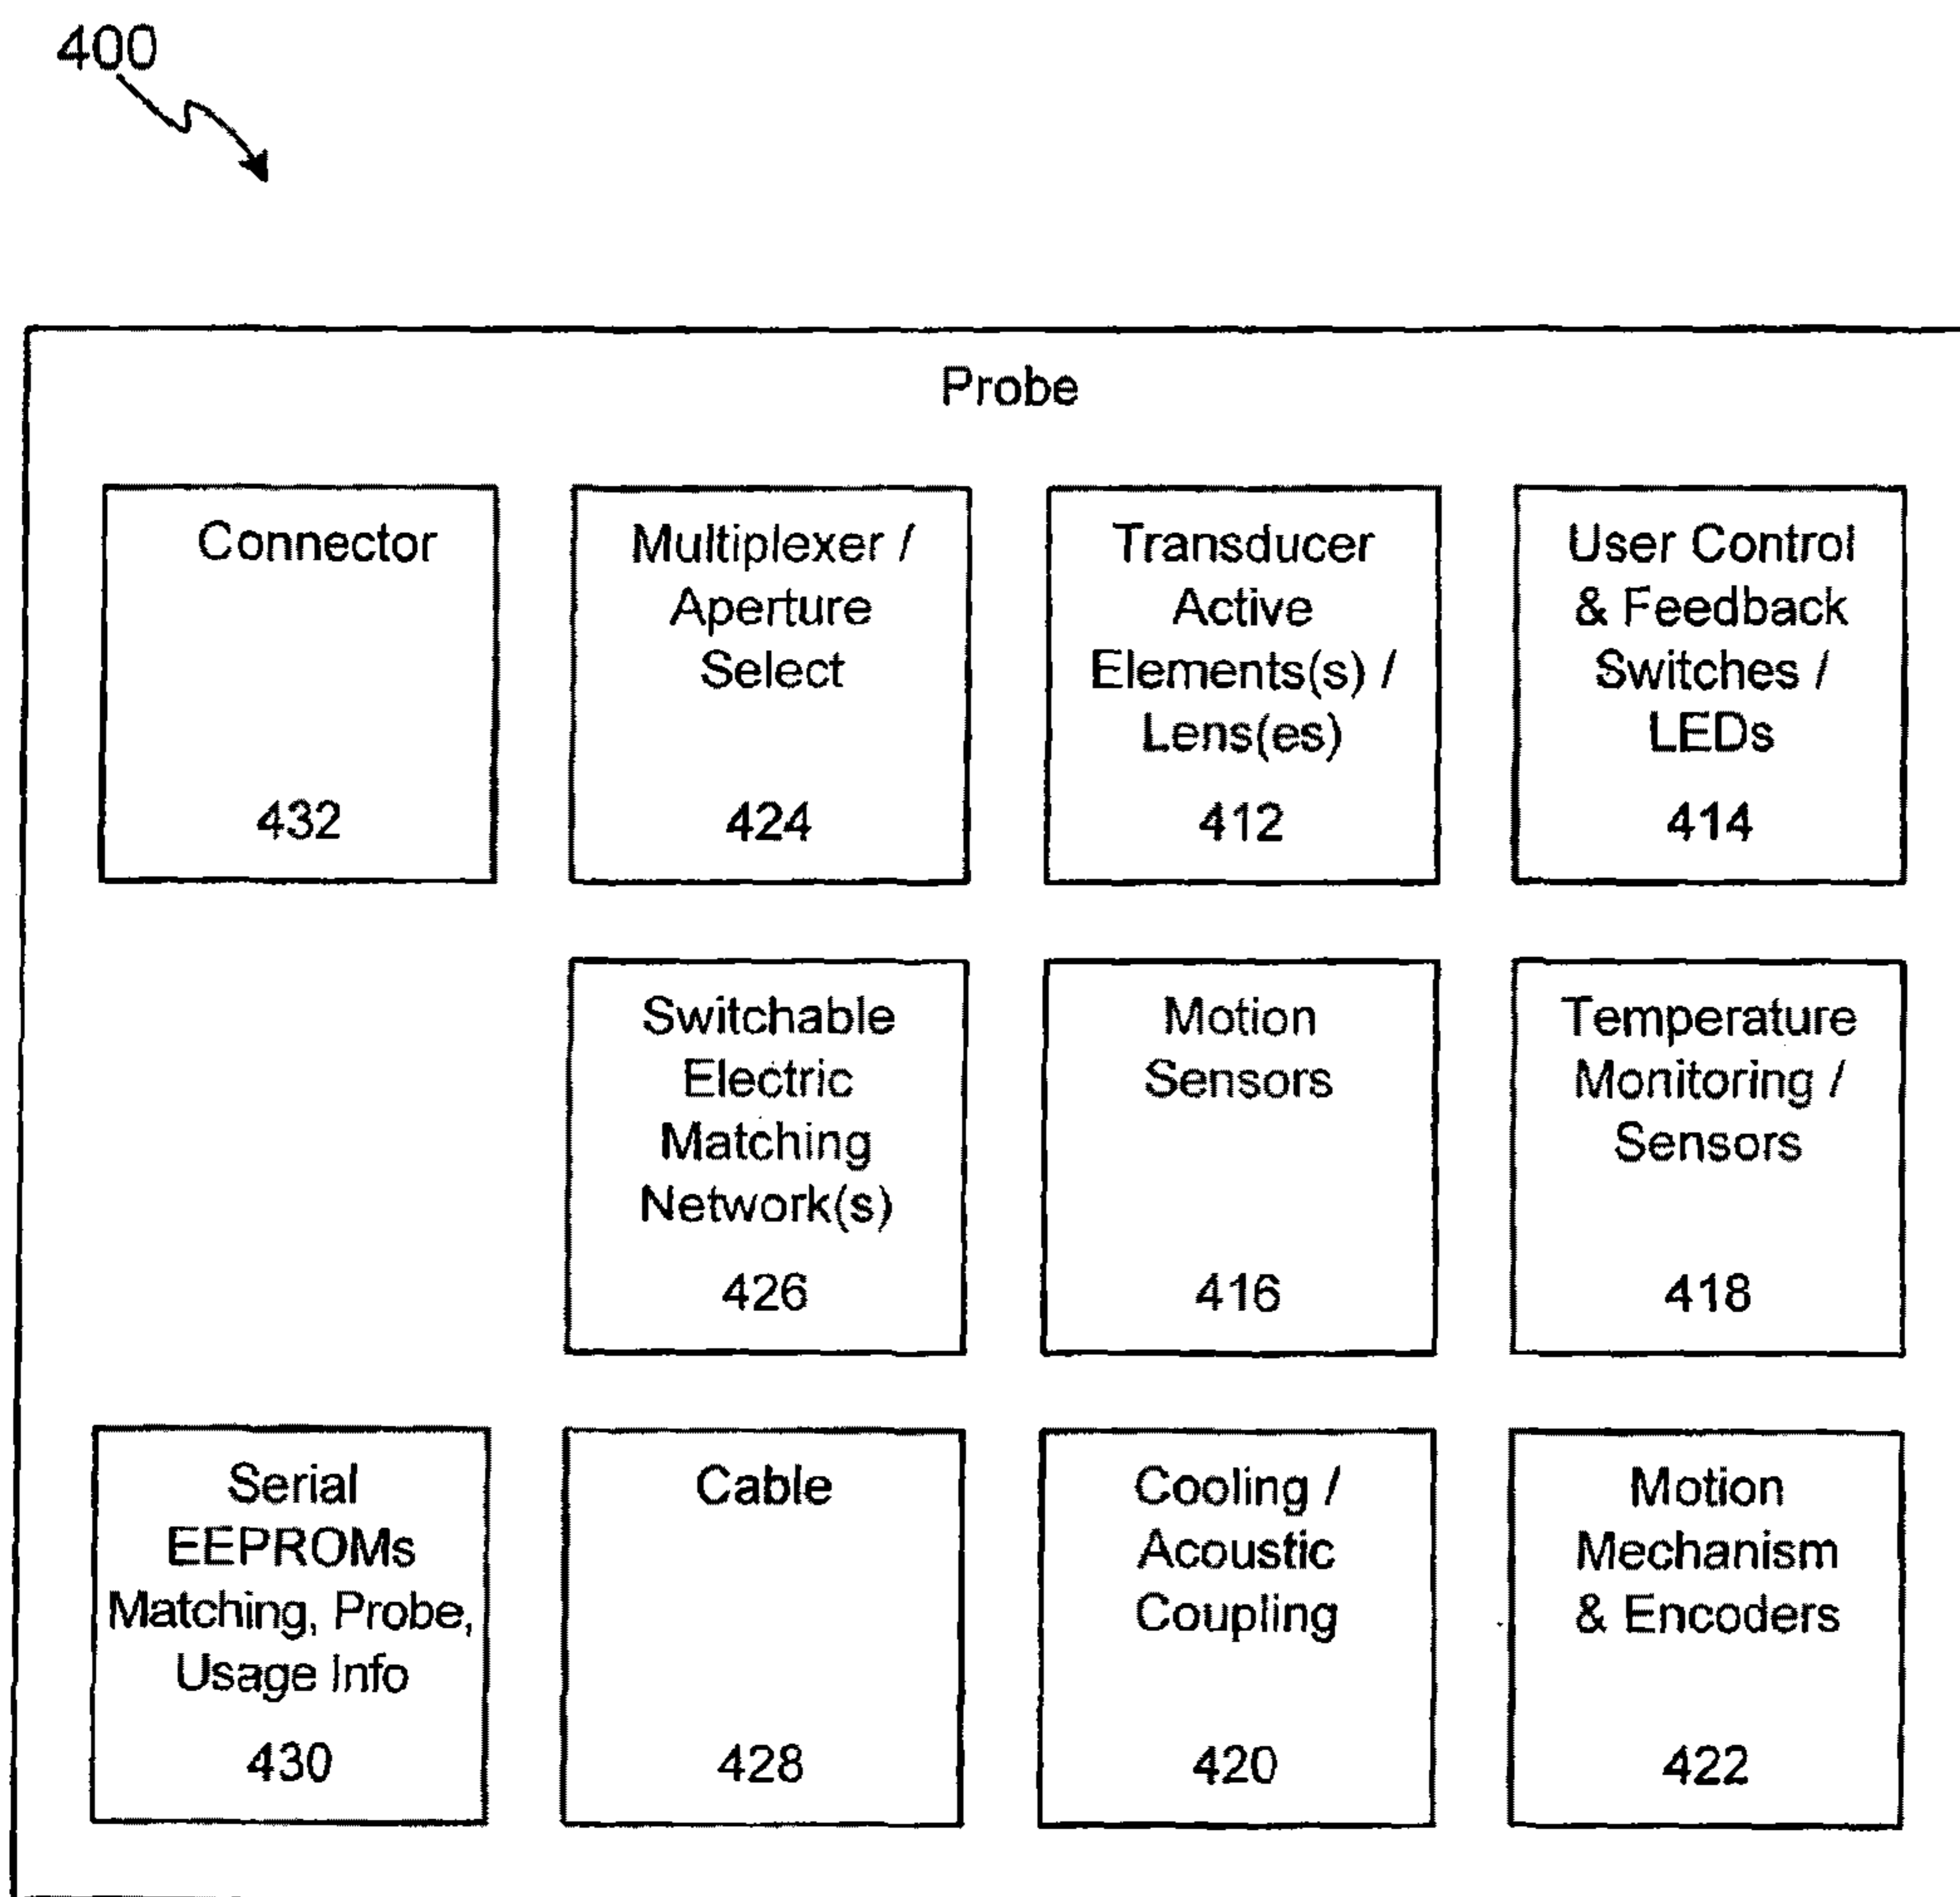 400
Probe
Connector
432
Multiplexer /
Aperture
Select
424
Transducer
Active
Elements(s) /
Lens(es)
412
User Control
& Feedback
Switches /
LEDs
414
Switchable
Electric
Matching
Network(s)
426
Motion
Sensors
416
Temperature
Monitoring /
Sensors
418
Serial
EEPROMs
Matching, Probe,
Usage Info
430
Cable
428
Cooling /
Acoustic
Coupling
420
Motion
Mechanism
& Encoders
422